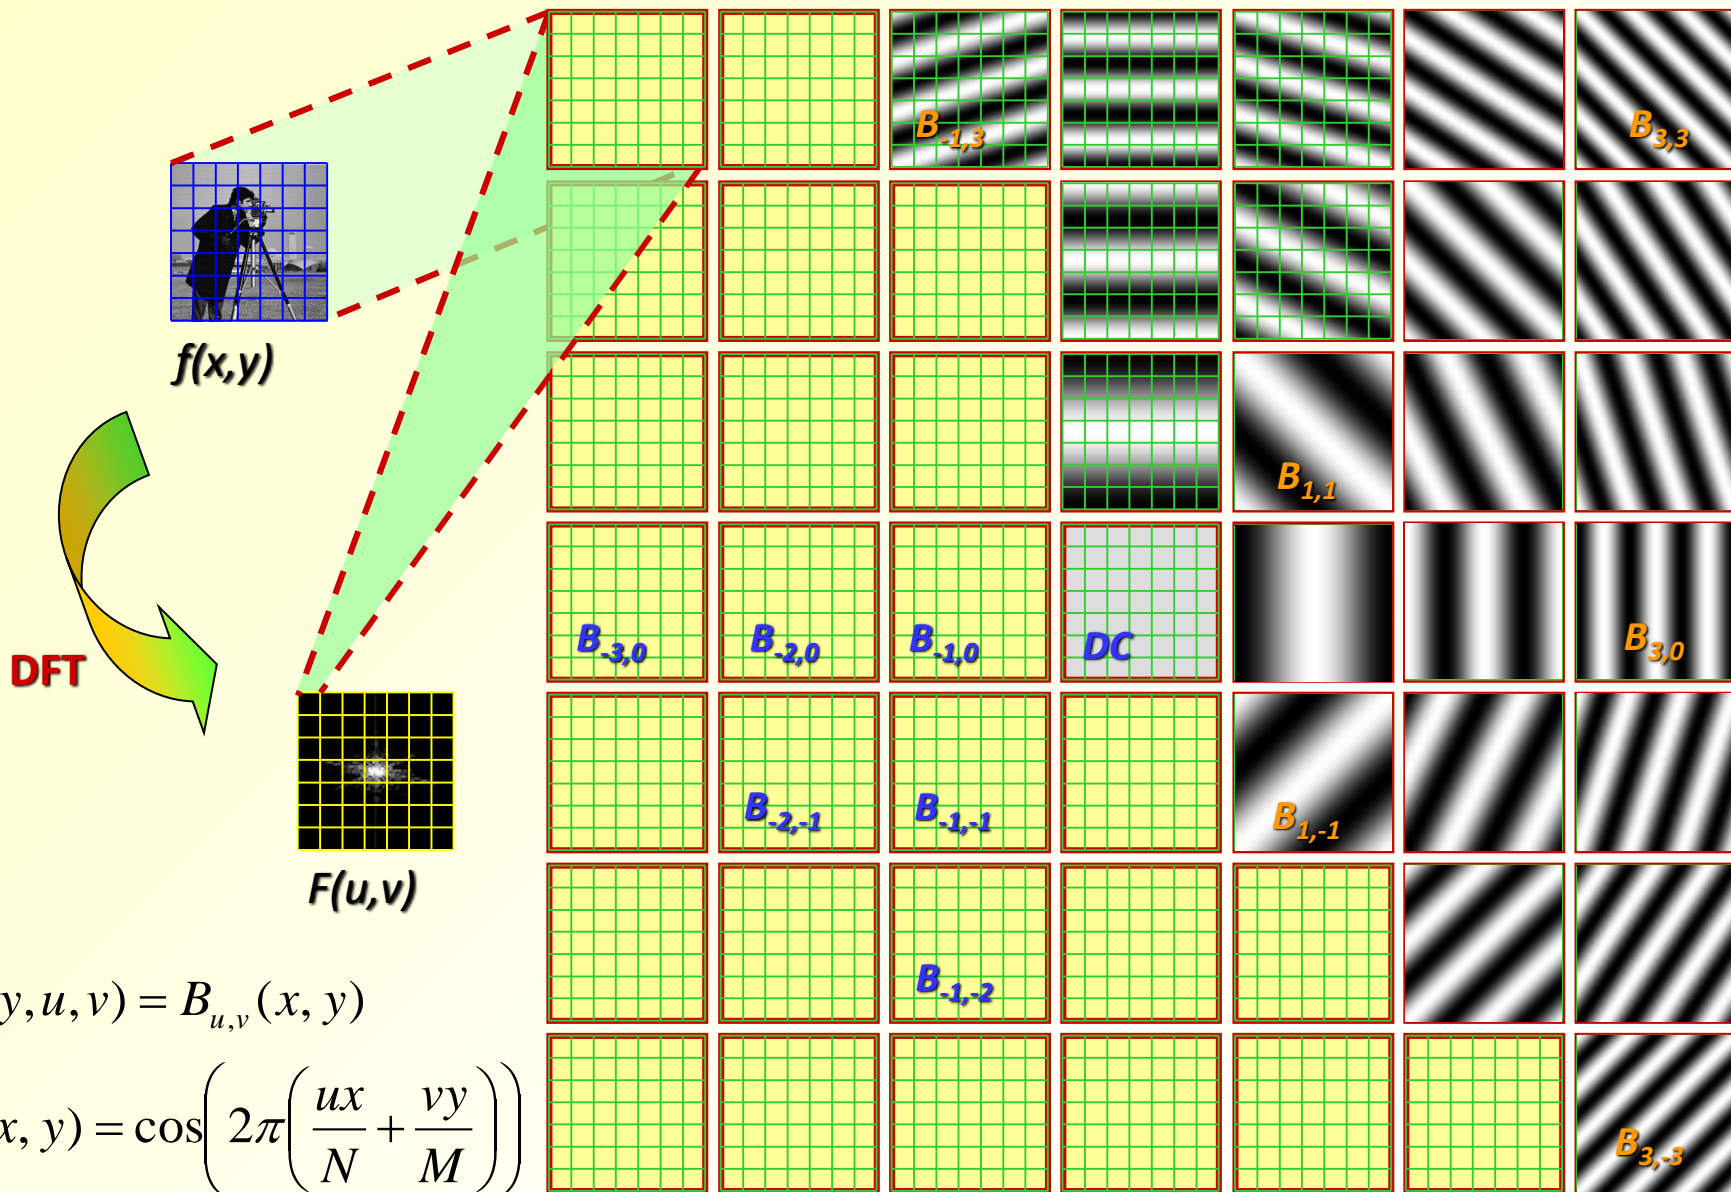 B-1,3
B3,3
f(x,y)
B1,1
DFT
B-3,0
B-2,0
B-1,0
DC
B3,0
B-2,-1
B-1,-1
B1,-1
F(u,v)
B-1,-2
y, u, v) = Bu,v(x, y)
x, y) = cos(2π(ux/N + vy/M))
B3,-3